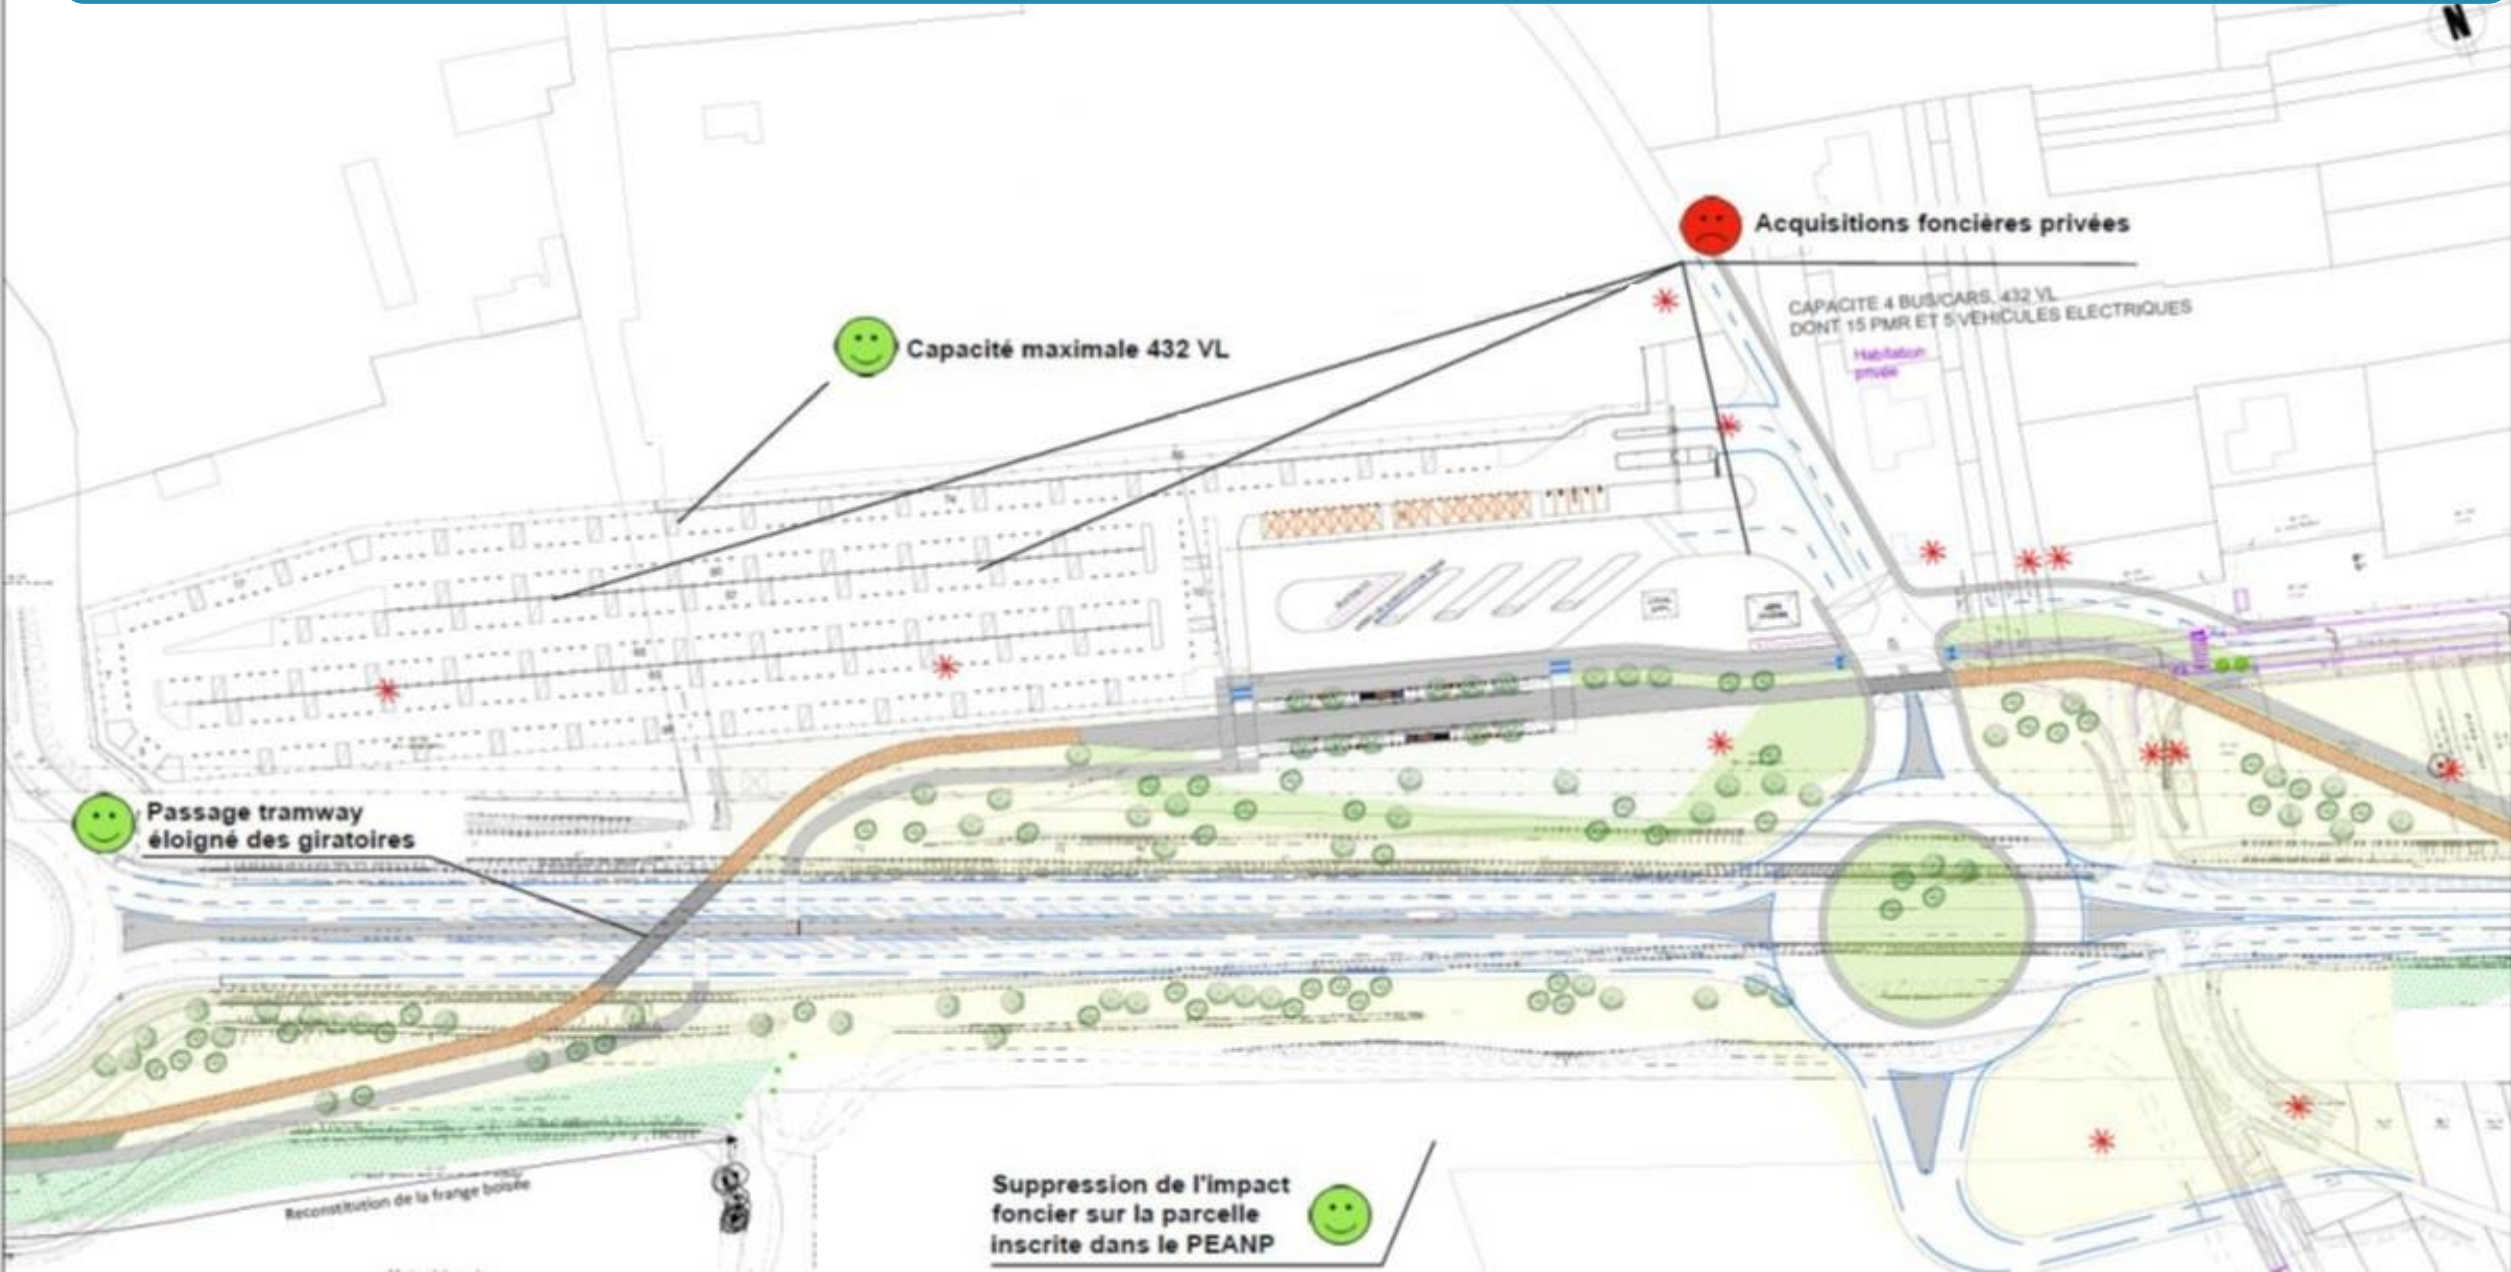 N
Acquisitions foncières privées
CAPACITE 4 BUS/CARS, 432 VL
DONT 15 PMR ET 5 VEHICULES ELECTRIQUES
Habitation
privée
Capacité maximale 432 VL
Passage tramway
éloigné des giratoires
Reconstitution de la frange boisée
Suppression de l'impact
foncier sur la parcelle
inscrite dans le PEANP